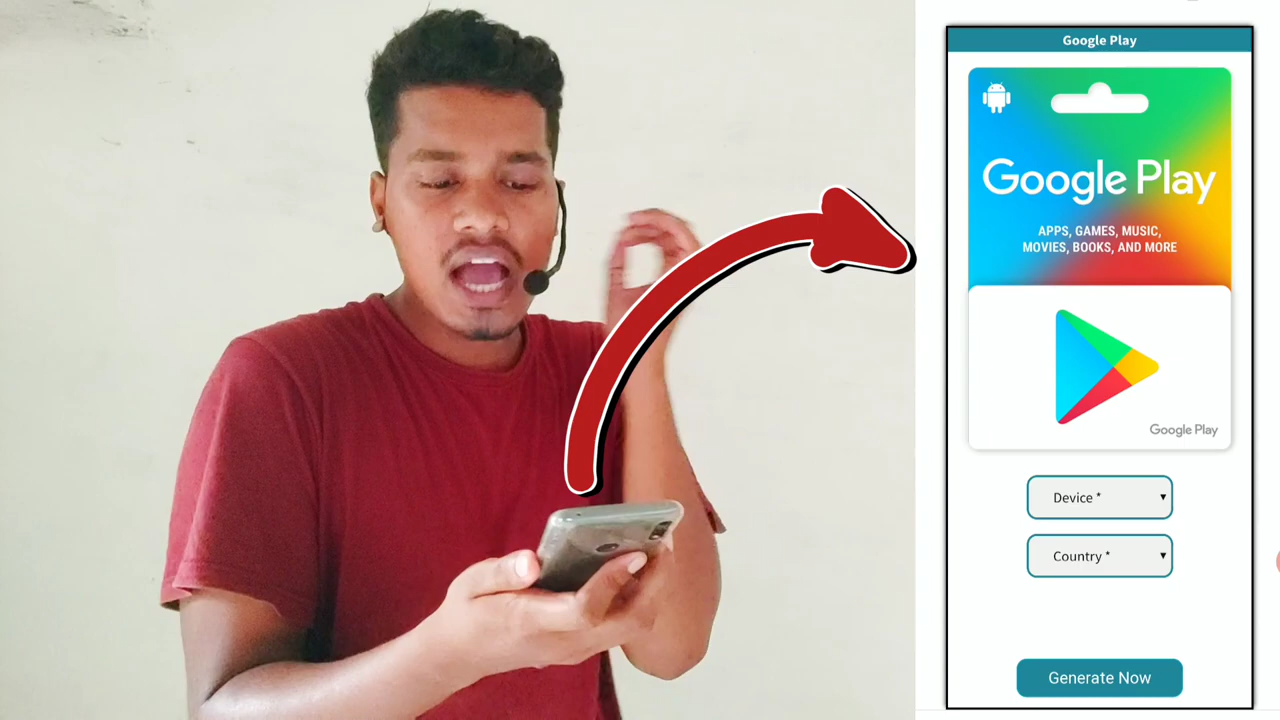 Google Play
Google Play
APPS, GAMES, MUSIC,
MOVIES, BOOKS, AND MORE
Google Play
Device *
Country *
Generate Now